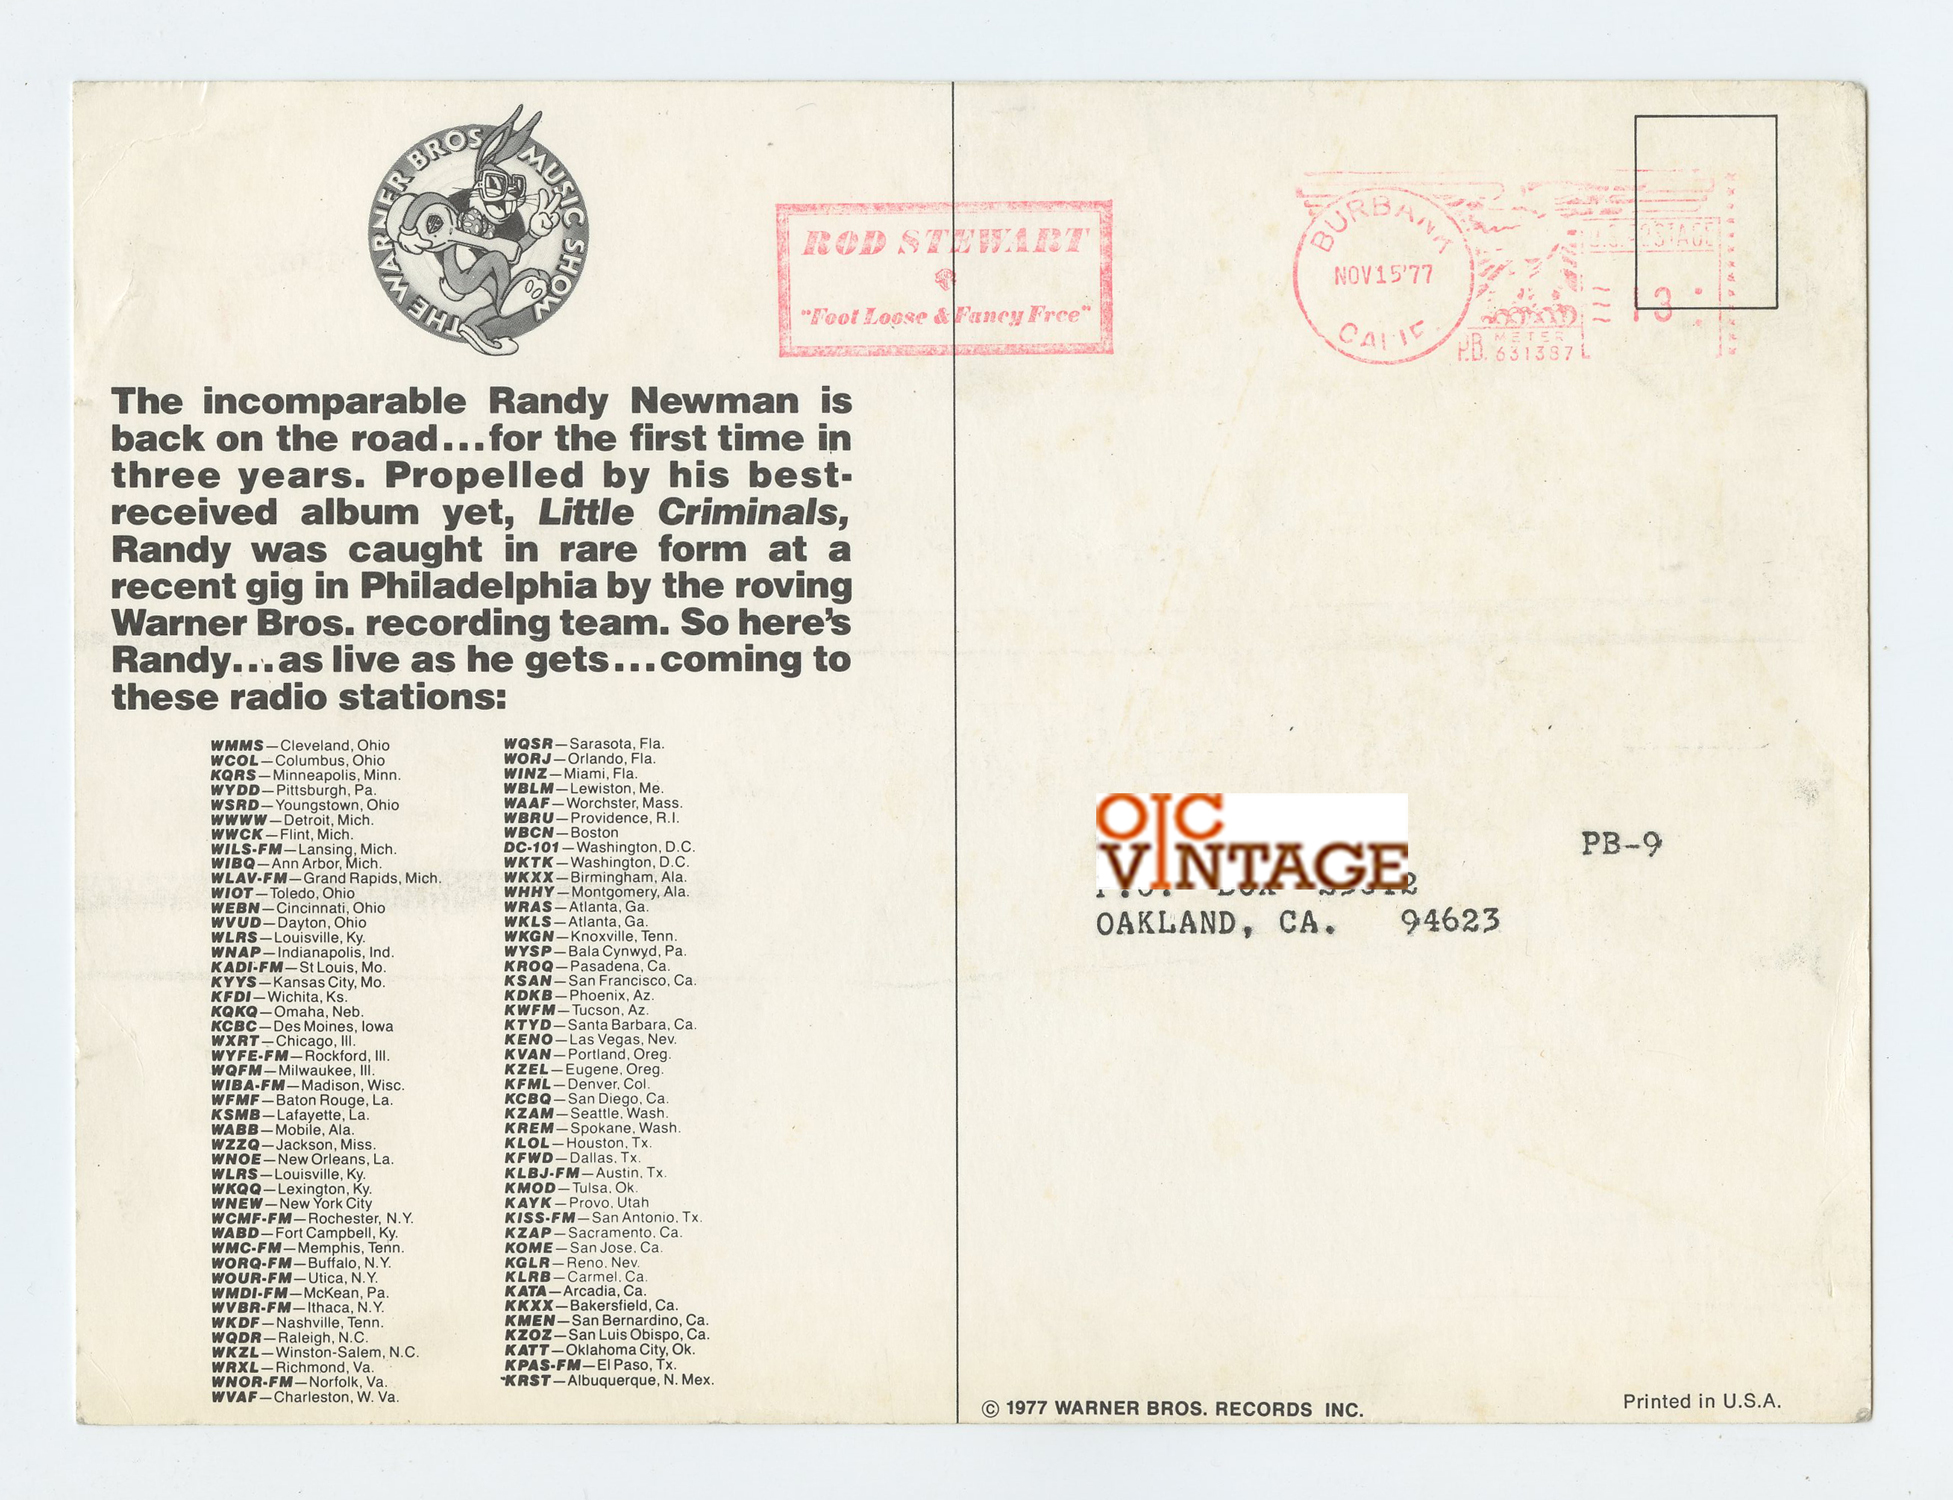 THE WARNER BROS MUSIC SHOW
The incomparable Randy Newman is
back on the road...for the first time in
three years. Propelled by his best-
received album yet, Little Criminals,
Randy was caught in rare form at a
recent gig in Philadelphia by the roving
Warner Bros. recording team. So here's
Randy...as live as he gets...coming to
these radio stations:
WMMS—Cleveland, Ohio
WCOL—Columbus, Ohio
KQRS—Minneapolis, Minn.
WYDD—Pittsburgh, Pa.
WSRD—Youngstown, Ohio
WWWW—Detroit, Mich.
WWCK—Flint, Mich.
WILS-FM—Lansing, Mich.
WIBQ—Ann Arbor, Mich.
WLAV-FM—Grand Rapids, Mich.
WIOT—Toledo, Ohio
WEBN—Cincinnati, Ohio
WVUD—Dayton, Ohio
WLRS—Louisville, Ky.
WNAP—Indianapolis, Ind.
KADI-FM—St Louis, Mo.
KYYS—Kansas City, Mo.
KFDI—Wichita, Ks.
KQKQ—Omaha, Neb.
KCBC—Des Moines, Iowa
WXRT—Chicago, Ill.
WYFE-FM—Rockford, Ill.
WQFM—Milwaukee, Ill.
WIBA-FM—Madison, Wisc.
WFMF—Baton Rouge, La.
KSMB—Lafayette, La.
WABB—Mobile, Ala.
WZZQ—Jackson, Miss.
WNOE—New Orleans, La.
WLRS—Louisville, Ky.
WKQQ—Lexington, Ky.
WNEW—New York City
WCMF-FM—Rochester, N.Y.
WABD—Fort Campbell, Ky.
WMC-FM—Memphis, Tenn.
WORQ-FM—Buffalo, N.Y.
WOUR-FM—Utica, N.Y.
WMDI-FM—McKean, Pa.
WVBR-FM—Ithaca, N.Y.
WKDF—Nashville, Tenn.
WQDR—Raleigh, N.C.
WKZL—Winston-Salem, N.C.
WRXL—Richmond, Va.
WNOR-FM—Norfolk, Va.
WVAF—Charleston, W. Va.
WQSR—Sarasota, Fla.
WORJ—Orlando, Fla.
WINZ—Miami, Fla.
WBLM—Lewiston, Me.
WAAF—Worchster, Mass.
WBRU—Providence, R.I.
WBCN—Boston
DC-101—Washington, D.C.
WKTK—Washington, D.C.
WKXX—Birmingham, Ala.
WHHY—Montgomery, Ala.
WRAS—Atlanta, Ga.
WKLS—Atlanta, Ga.
WKGN—Knoxville, Tenn.
WYSP—Bala Cynwyd, Pa.
KROQ—Pasadena, Ca.
KSAN—San Francisco, Ca.
KDKB—Phoenix, Az.
KWFM—Tucson, Az.
KTYD—Santa Barbara, Ca.
KENO—Las Vegas, Nev.
KVAN—Portland, Oreg.
KZEL—Eugene, Oreg.
KFML—Denver, Col.
KCBQ—San Diego, Ca.
KZAM—Seattle, Wash.
KREM—Spokane, Wash.
KLOL—Houston, Tx.
KFWD—Dallas, Tx.
KLBJ-FM—Austin, Tx.
KMOD—Tulsa, Ok.
KAYK—Provo, Utah
KISS-FM—San Antonio, Tx.
KZAP—Sacramento, Ca.
KOME—San Jose, Ca.
KGLR—Reno, Nev.
KLRB—Carmel, Ca.
KATA—Arcadia, Ca.
KKXX—Bakersfield, Ca.
KMEN—San Bernardino, Ca.
KZOZ—San Luis Obispo, Ca.
KATT—Oklahoma City, Ok.
KPAS-FM—El Paso, Tx.
KRST—Albuquerque, N. Mex.
ROD STEWART
"Foot Loose & Fancy Free"
BURBANK
NOV 15 '77
CALIF
U.S. POSTAGE
13
P.B. METER
631387
OIC
VINTAGE
PB-9
OAKLAND, CA. 94623
© 1977 WARNER BROS. RECORDS INC.
Printed in U.S.A.